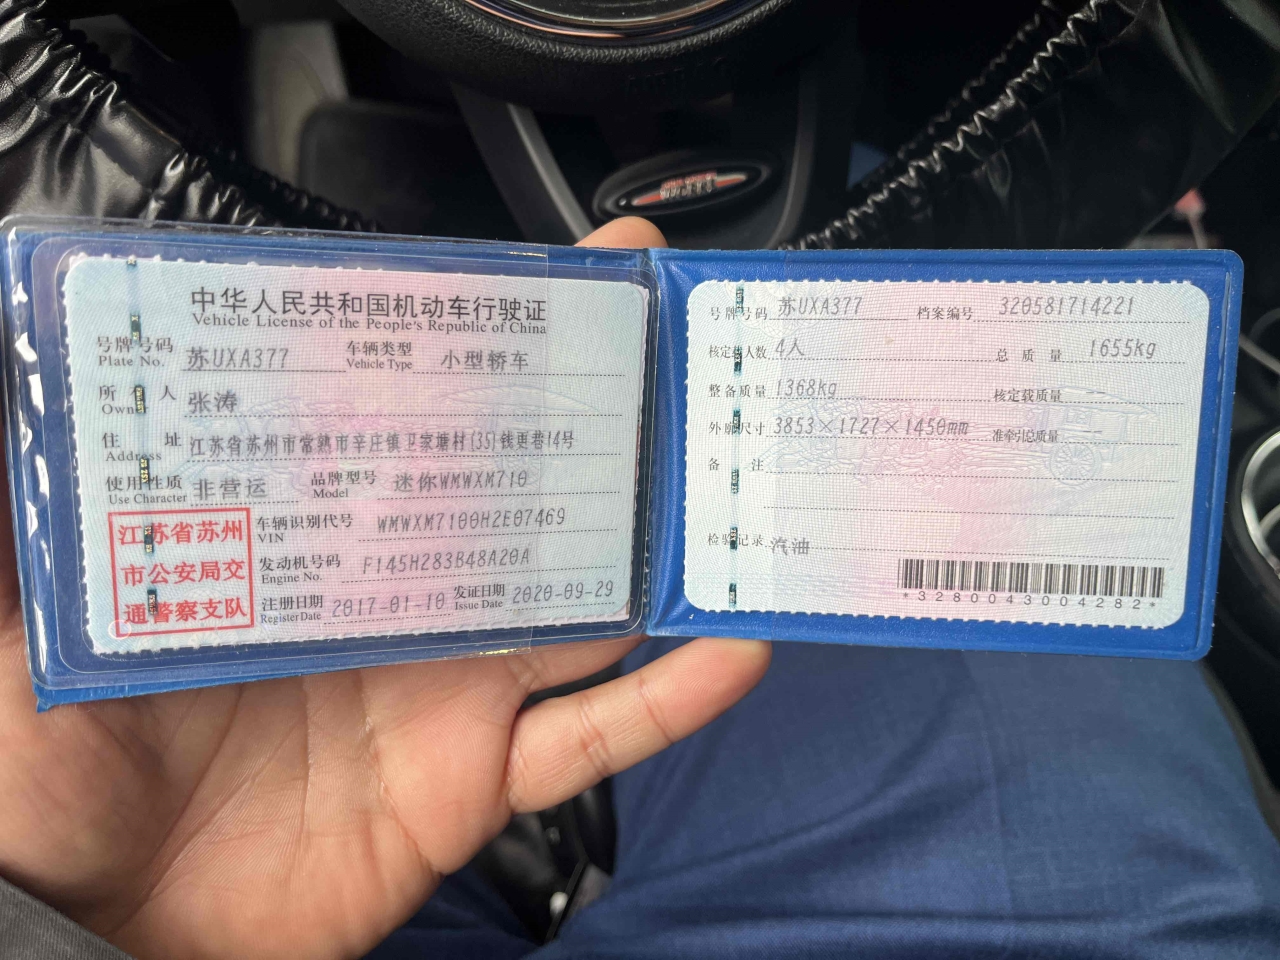 中华人民共和国机动车行驶证
Vehicle License of the People's Republic of China
号牌号码 苏UXA377 车辆类型 小型轿车
Plate No. Vehicle Type
所有人 张涛
Owner
住址 江苏省苏州市常熟市辛庄镇卫家塘村(35)钱更巷14号
Address
使用性质 非营运 品牌型号 迷你WMWXM710
Use Character Model
江苏省苏州
市公安局交
通警察支队
车辆识别代号 WMWXM7100H2E07469
VIN
发动机号码 F145H283B48A20A
Engine No.
注册日期 2017-01-10 发证日期 2020-09-29
Register Date Issue Date
号牌号码 苏UXA377 档案编号 320581714221
核定载人数 4人 总质量 1655kg
整备质量 1368kg 核定载质量 --
外廓尺寸 3853×1727×1450mm 准牵引总质量 --
备注
检验记录 汽油
*3280043004282*